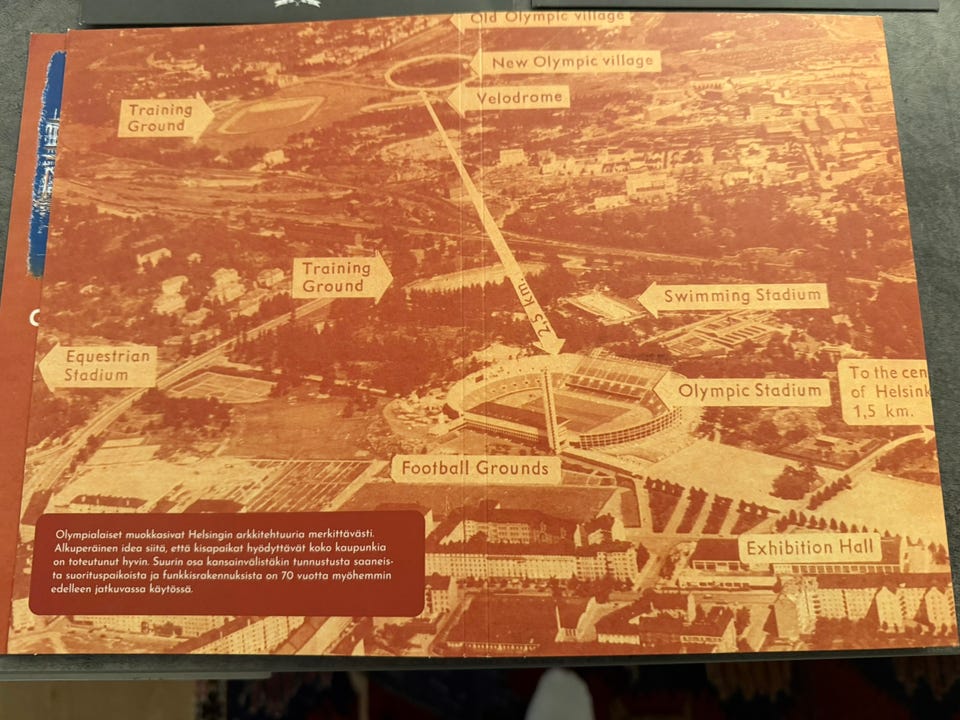 Old Olympic village
New Olympic village
Velodrome
Training
Ground
2,5 km.
Training
Ground
Swimming Stadium
Equestrian
Stadium
Olympic Stadium
To the cen
of Helsink
1,5 km.
Football Grounds
Exhibition Hall
Olympialaiset muokkasivat Helsingin arkkitehtuuria merkittävästi.
Alkuperäinen idea siitä, että kisapaikat hyödyttävät koko kaupunkia
on toteutunut hyvin. Suurin osa kansainvälistäkin tunnustusta saaneis-
ta suorituspaikoista ja funkkisrakennuksista on 70 vuotta myöhemmin
edelleen jatkuvassa käytössä.